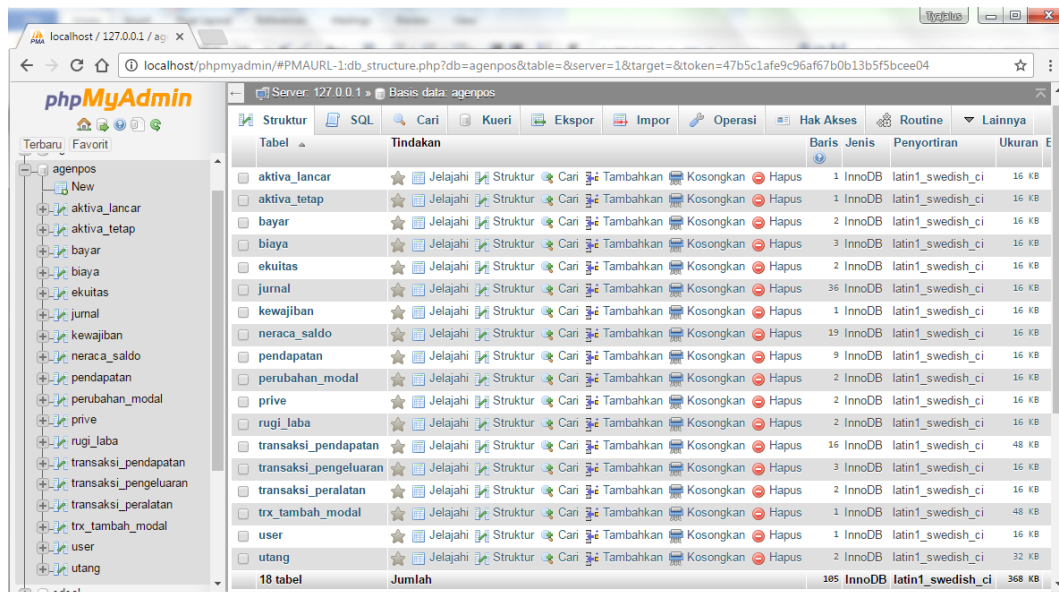 Tyajalus
localhost / 127.0.0.1 / ag
localhost/phpmyadmin/#PMAURL-1:db_structure.php?db=agenpos&table=&server=1&target=&token=47b5c1afe9c96af67b0b13b5f5bcee04
phpMyAdmin
Terbaru Favorit
agenpos
New
aktiva_lancar
aktiva_tetap
bayar
biaya
ekuitas
jurnal
kewajiban
neraca_saldo
pendapatan
perubahan_modal
prive
rugi_laba
transaksi_pendapatan
transaksi_pengeluaran
transaksi_peralatan
trx_tambah_modal
user
utang
Server: 127.0.0.1 » Basis data: agenpos
Struktur SQL Cari Kueri Ekspor Impor Operasi Hak Akses Routine Lainnya
Tabel Tindakan Baris Jenis Penyortiran Ukuran
aktiva_lancar Jelajahi Struktur Cari Tambahkan Kosongkan Hapus 1 InnoDB latin1_swedish_ci 16 KB
aktiva_tetap Jelajahi Struktur Cari Tambahkan Kosongkan Hapus 1 InnoDB latin1_swedish_ci 16 KB
bayar Jelajahi Struktur Cari Tambahkan Kosongkan Hapus 2 InnoDB latin1_swedish_ci 16 KB
biaya Jelajahi Struktur Cari Tambahkan Kosongkan Hapus 3 InnoDB latin1_swedish_ci 16 KB
ekuitas Jelajahi Struktur Cari Tambahkan Kosongkan Hapus 2 InnoDB latin1_swedish_ci 16 KB
jurnal Jelajahi Struktur Cari Tambahkan Kosongkan Hapus 36 InnoDB latin1_swedish_ci 16 KB
kewajiban Jelajahi Struktur Cari Tambahkan Kosongkan Hapus 1 InnoDB latin1_swedish_ci 16 KB
neraca_saldo Jelajahi Struktur Cari Tambahkan Kosongkan Hapus 19 InnoDB latin1_swedish_ci 16 KB
pendapatan Jelajahi Struktur Cari Tambahkan Kosongkan Hapus 9 InnoDB latin1_swedish_ci 16 KB
perubahan_modal Jelajahi Struktur Cari Tambahkan Kosongkan Hapus 2 InnoDB latin1_swedish_ci 16 KB
prive Jelajahi Struktur Cari Tambahkan Kosongkan Hapus 2 InnoDB latin1_swedish_ci 16 KB
rugi_laba Jelajahi Struktur Cari Tambahkan Kosongkan Hapus 2 InnoDB latin1_swedish_ci 16 KB
transaksi_pendapatan Jelajahi Struktur Cari Tambahkan Kosongkan Hapus 16 InnoDB latin1_swedish_ci 48 KB
transaksi_pengeluaran Jelajahi Struktur Cari Tambahkan Kosongkan Hapus 3 InnoDB latin1_swedish_ci 16 KB
transaksi_peralatan Jelajahi Struktur Cari Tambahkan Kosongkan Hapus 2 InnoDB latin1_swedish_ci 16 KB
trx_tambah_modal Jelajahi Struktur Cari Tambahkan Kosongkan Hapus 1 InnoDB latin1_swedish_ci 48 KB
user Jelajahi Struktur Cari Tambahkan Kosongkan Hapus 1 InnoDB latin1_swedish_ci 16 KB
utang Jelajahi Struktur Cari Tambahkan Kosongkan Hapus 2 InnoDB latin1_swedish_ci 32 KB
18 tabel Jumlah 105 InnoDB latin1_swedish_ci 368 KB